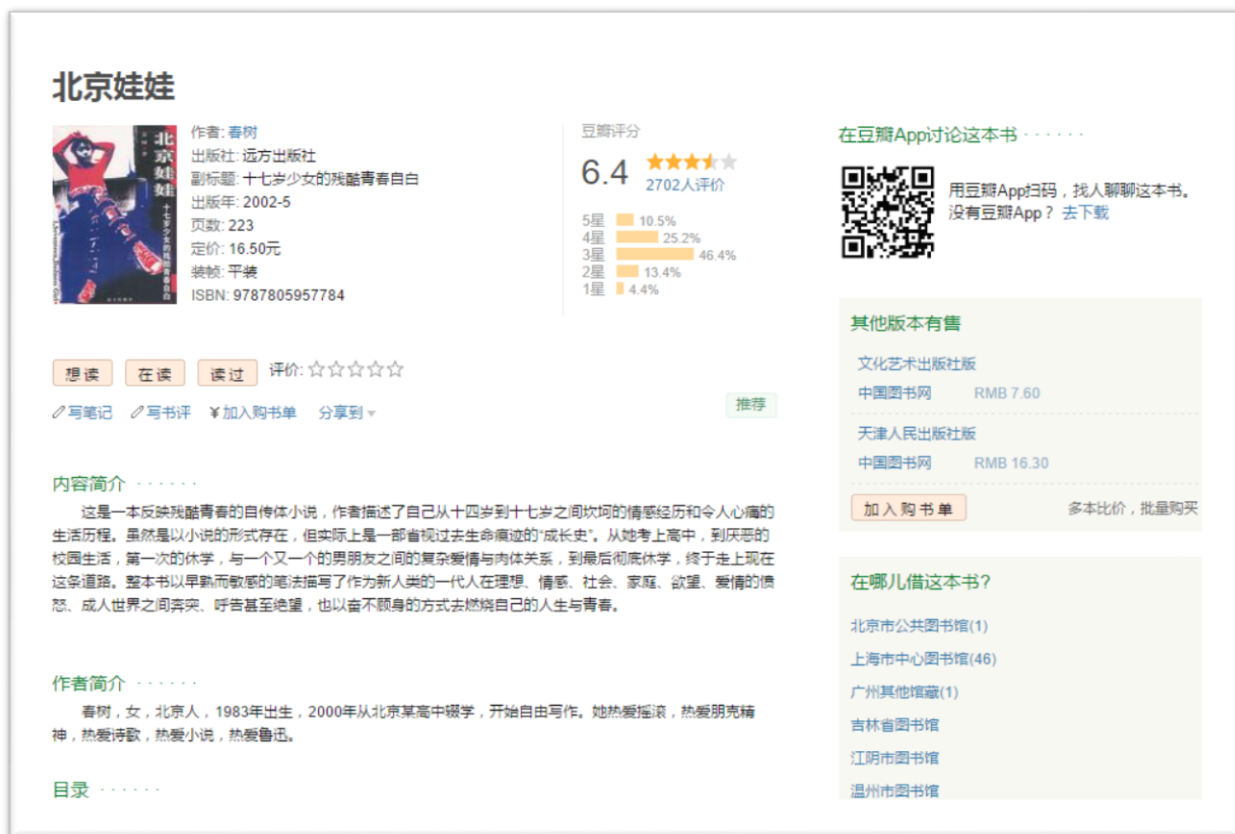 北京娃娃
北京娃娃
十七岁少女的残酷青春自白
作者: 春树
出版社: 远方出版社
副标题: 十七岁少女的残酷青春自白
出版年: 2002-5
页数: 223
定价: 16.50元
装帧: 平装
ISBN: 9787805957784
豆瓣评分
6.4
2702人评价
5星 10.5%
4星 25.2%
3星 46.4%
2星 13.4%
1星 4.4%
想读 在读 读过 评价:
写笔记 写书评 ¥加入购书单 分享到
推荐
内容简介 · · · · · ·
这是一本反映残酷青春的自传体小说，作者描述了自己从十四岁到十七岁之间坎坷的情感经历和令人心痛的
生活历程。虽然是以小说的形式存在，但实际上是一部省视过去生命痕迹的“成长史”。从她考上高中，到厌恶的
校园生活，第一次的休学，与一个又一个的男朋友之间的复杂爱情与肉体关系，到最后彻底休学，终于走上现在
这条道路。整本书以早熟而敏感的笔法描写了作为新人类的一代人在理想、情感、社会、家庭、欲望、爱情的愤
怒、成人世界之间奔突、呼告甚至绝望，也以奋不顾身的方式去燃烧自己的人生与青春。
作者简介 · · · · · ·
春树，女，北京人，1983年出生，2000年从北京某高中辍学，开始自由写作。她热爱摇滚，热爱朋克精
神，热爱诗歌，热爱小说，热爱鲁迅。
目录 · · · · · ·
在豆瓣App讨论这本书 · · · · · ·
用豆瓣App扫码，找人聊聊这本书。
没有豆瓣App？ 去下载
其他版本有售
文化艺术出版社版
中国图书网 RMB 7.60
天津人民出版社版
中国图书网 RMB 16.30
加入购书单 多本比价，批量购买
在哪儿借这本书?
北京市公共图书馆(1)
上海市中心图书馆(46)
广州其他馆藏(1)
吉林省图书馆
江阴市图书馆
温州市图书馆